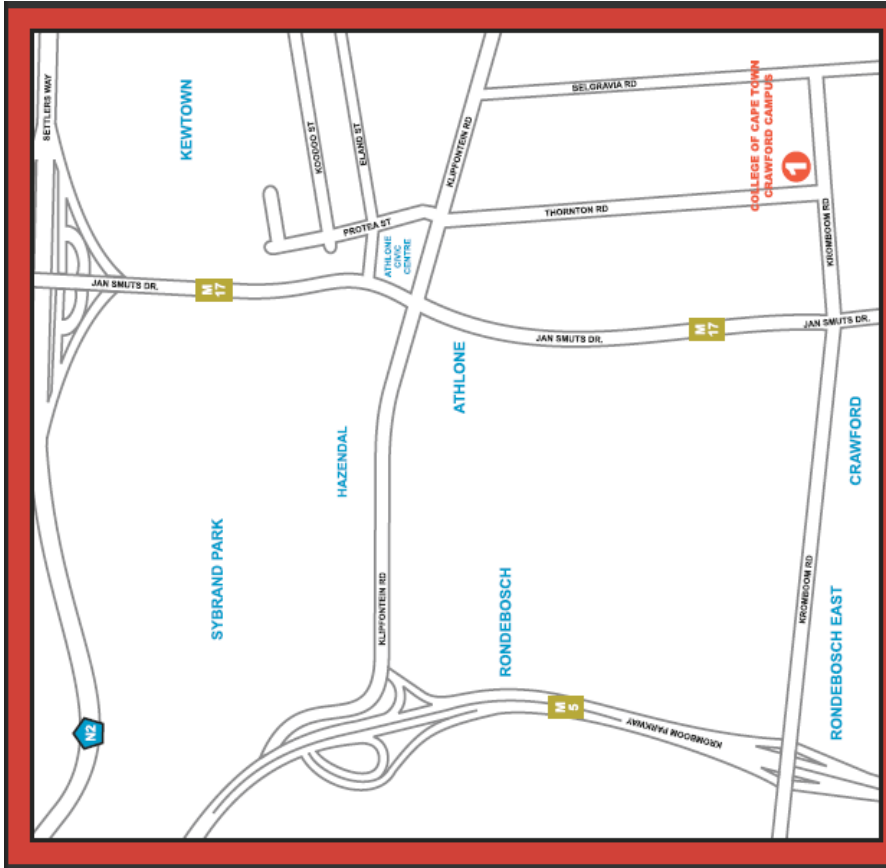 SETTLERS WAY
KEWTOWN
KOODOO ST
ELAND ST
KLIPFONTEIN RD
BELGRAVIA RD
COLLEGE OF CAPE TOWN
CRAWFORD CAMPUS
1
PROTEA ST
THORNTON RD
KROMBOOM RD
ATHLONE
CIVIC
CENTRE
JAN SMUTS DR.
M
17
JAN SMUTS DR.
M
17
JAN SMUTS DR.
ATHLONE
HAZENDAL
CRAWFORD
SYBRAND PARK
KLIPFONTEIN RD
RONDEBOSCH
KROMBOOM RD
RONDEBOSCH EAST
N2
M
5
KROMBOOM PARKWAY